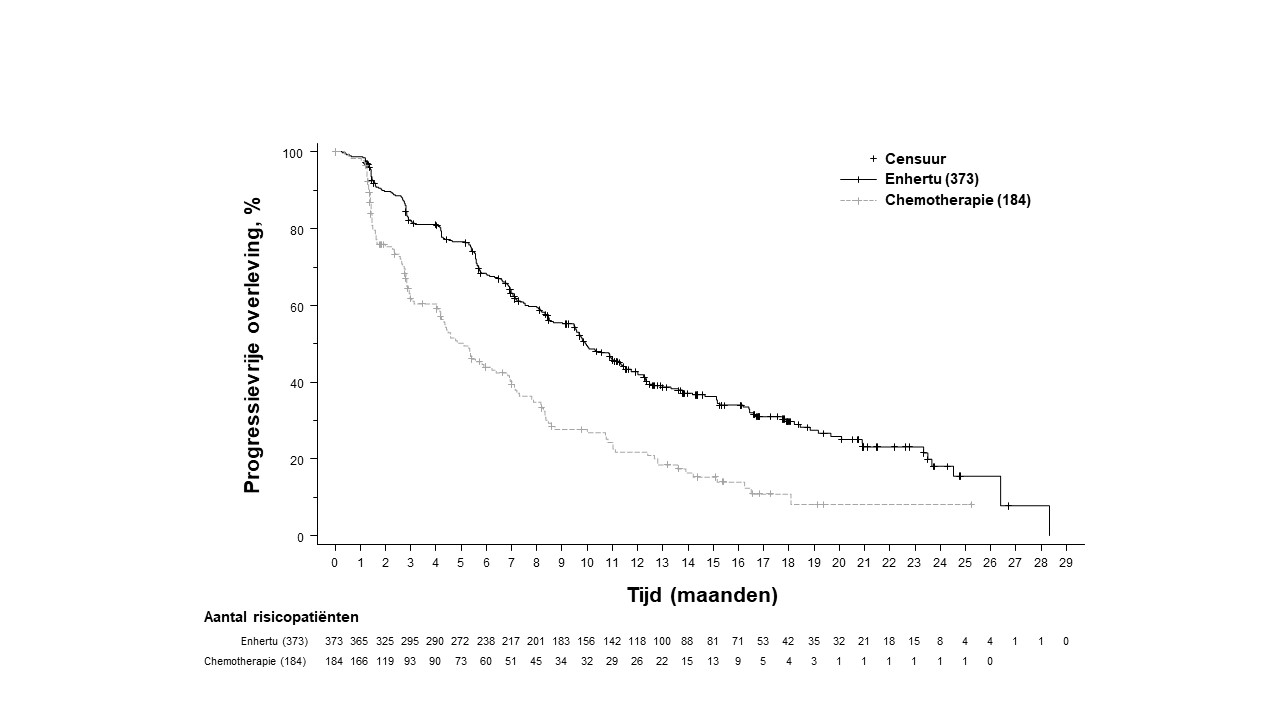 Censuur
Enhertu (373)
Chemotherapie (184)
Progressievrije overleving, %
100
80
60
40
20
0
0 1 2 3 4 5 6 7 8 9 10 11 12 13 14 15 16 17 18 19 20 21 22 23 24 25 26 27 28 29
Tijd (maanden)
Aantal risicopatiënten
Enhertu (373) 373 365 325 295 290 272 238 217 201 183 156 142 118 100 88 81 71 53 42 35 32 21 18 15 8 4 4 1 1 0
Chemotherapie (184) 184 166 119 93 90 73 60 51 45 34 32 29 26 22 15 13 9 5 4 3 1 1 1 1 1 1 0